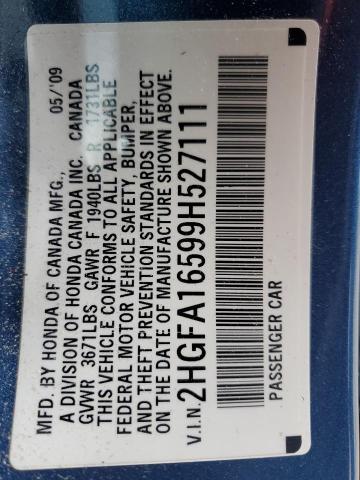 MFD. BY HONDA OF CANADA MFG., 05/'09
A DIVISION OF HONDA CANADA INC. CANADA
GVWR 3671LBS GAWR F 1940LBS R 1731LBS
THIS VEHICLE CONFORMS TO ALL APPLICABLE
FEDERAL MOTOR VEHICLE SAFETY, BUMPER,
AND THEFT PREVENTION STANDARDS IN EFFECT
ON THE DATE OF MANUFACTURE SHOWN ABOVE.
V.I.N. 2HGFA16599H527111
PASSENGER CAR